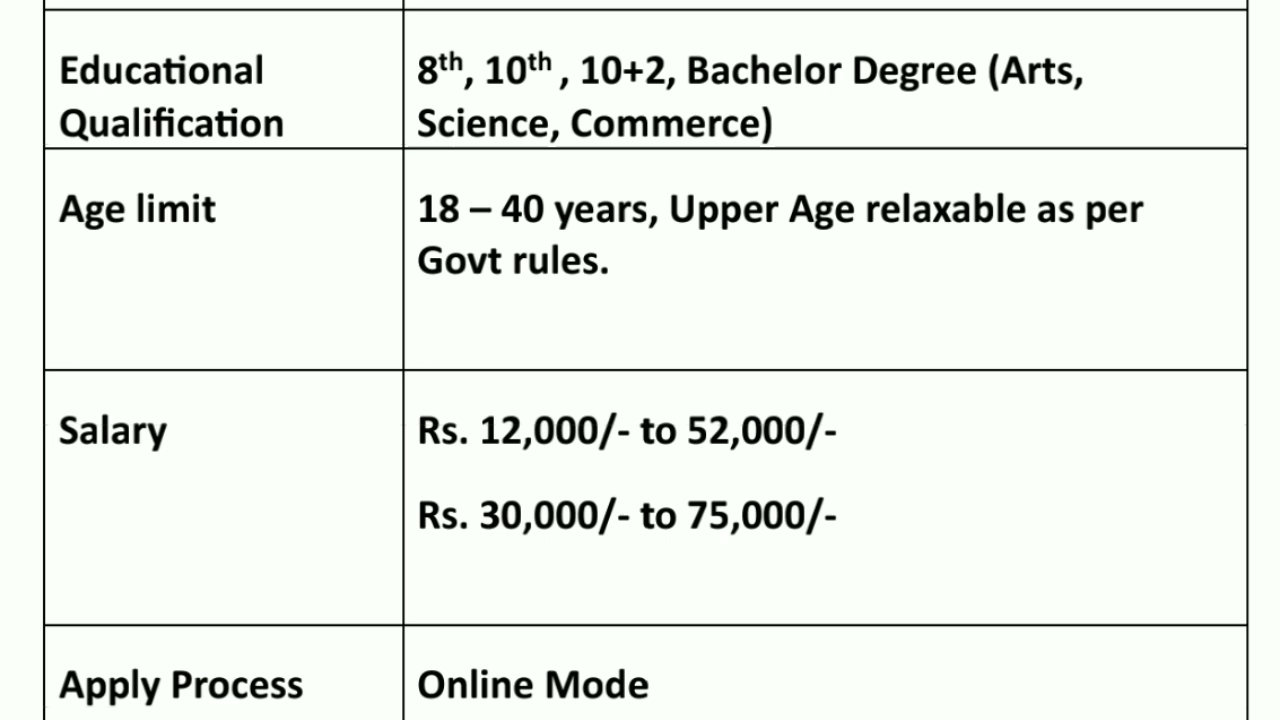 Educational
Qualification
8th, 10th , 10+2, Bachelor Degree (Arts,
Science, Commerce)
Age limit
18 – 40 years, Upper Age relaxable as per
Govt rules.
Salary
Rs. 12,000/- to 52,000/-
Rs. 30,000/- to 75,000/-
Apply Process
Online Mode